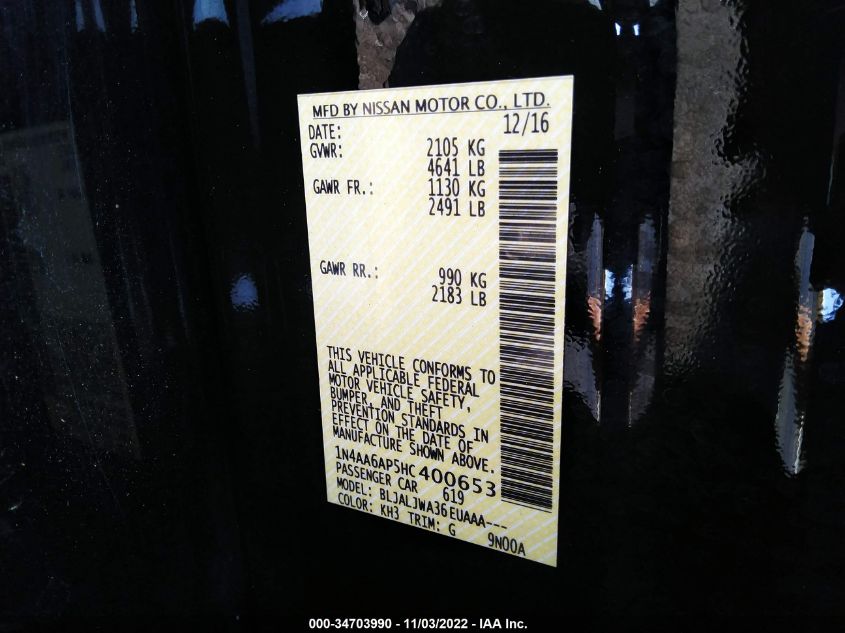 MFD BY NISSAN MOTOR CO., LTD.
DATE: 12/16
GVWR: 2105 KG
4641 LB
GAWR FR.: 1130 KG
2491 LB
GAWR RR.: 990 KG
2183 LB
THIS VEHICLE CONFORMS TO
ALL APPLICABLE FEDERAL
MOTOR VEHICLE SAFETY,
BUMPER, AND THEFT
PREVENTION STANDARDS IN
EFFECT ON THE DATE OF
MANUFACTURE SHOWN ABOVE.
1N4AA6AP5HC400653
PASSENGER CAR 619
MODEL: BLJALJWA36EUAAA---
COLOR: KH3 TRIM: G 9N00A
000-34703990 - 11/03/2022 - IAA Inc.